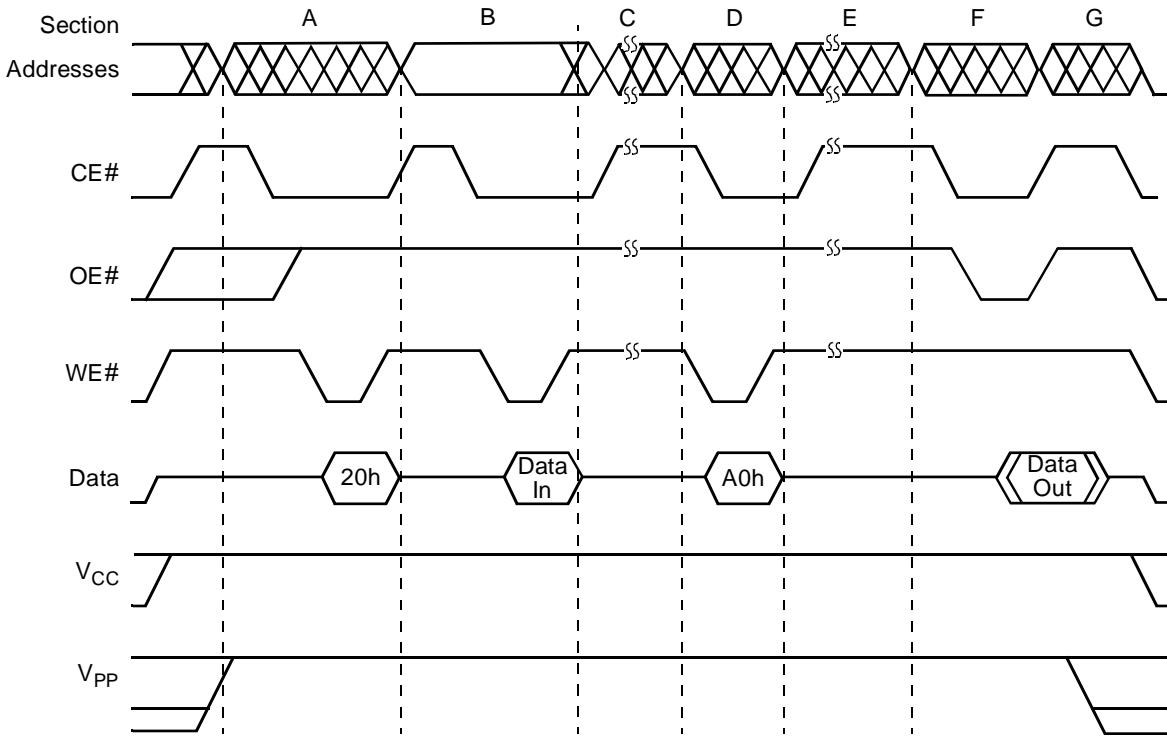 Section A B C D E F G
Addresses
CE#
OE#
WE#
Data 20h Data In A0h Data Out
VCC
VPP